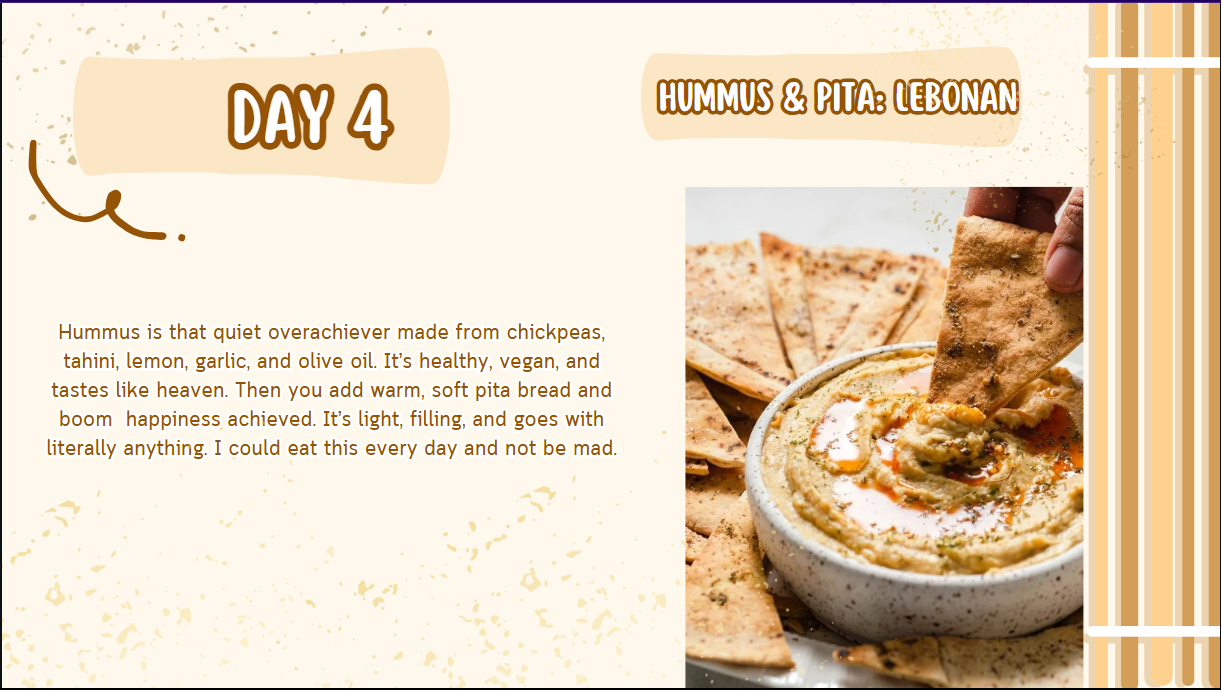 DAY 4
HUMMUS & PITA: LEBONAN
Hummus is that quiet overachiever made from chickpeas,
tahini, lemon, garlic, and olive oil. It’s healthy, vegan, and
tastes like heaven. Then you add warm, soft pita bread and
boom  happiness achieved. It’s light, filling, and goes with
literally anything. I could eat this every day and not be mad.